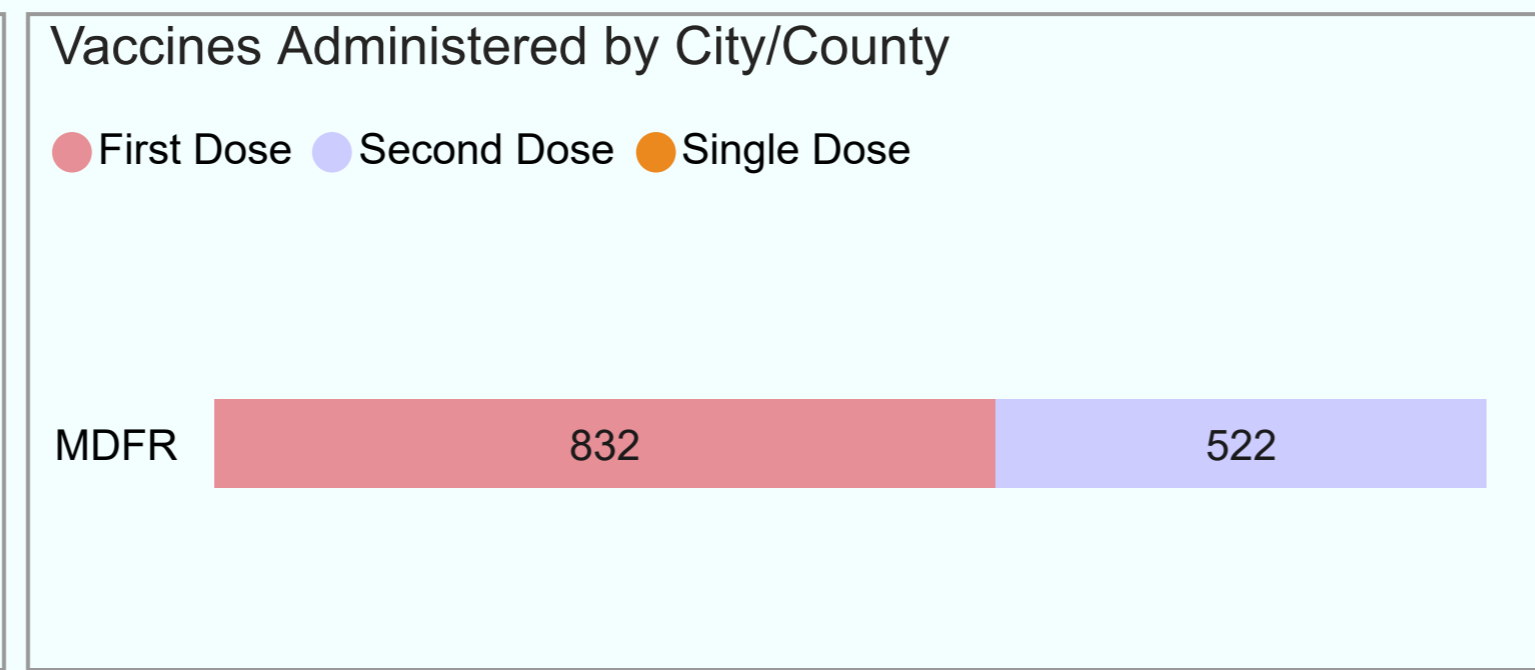 Vaccines Administered by City/County
First Dose Second Dose Single Dose
MDFR 832 522